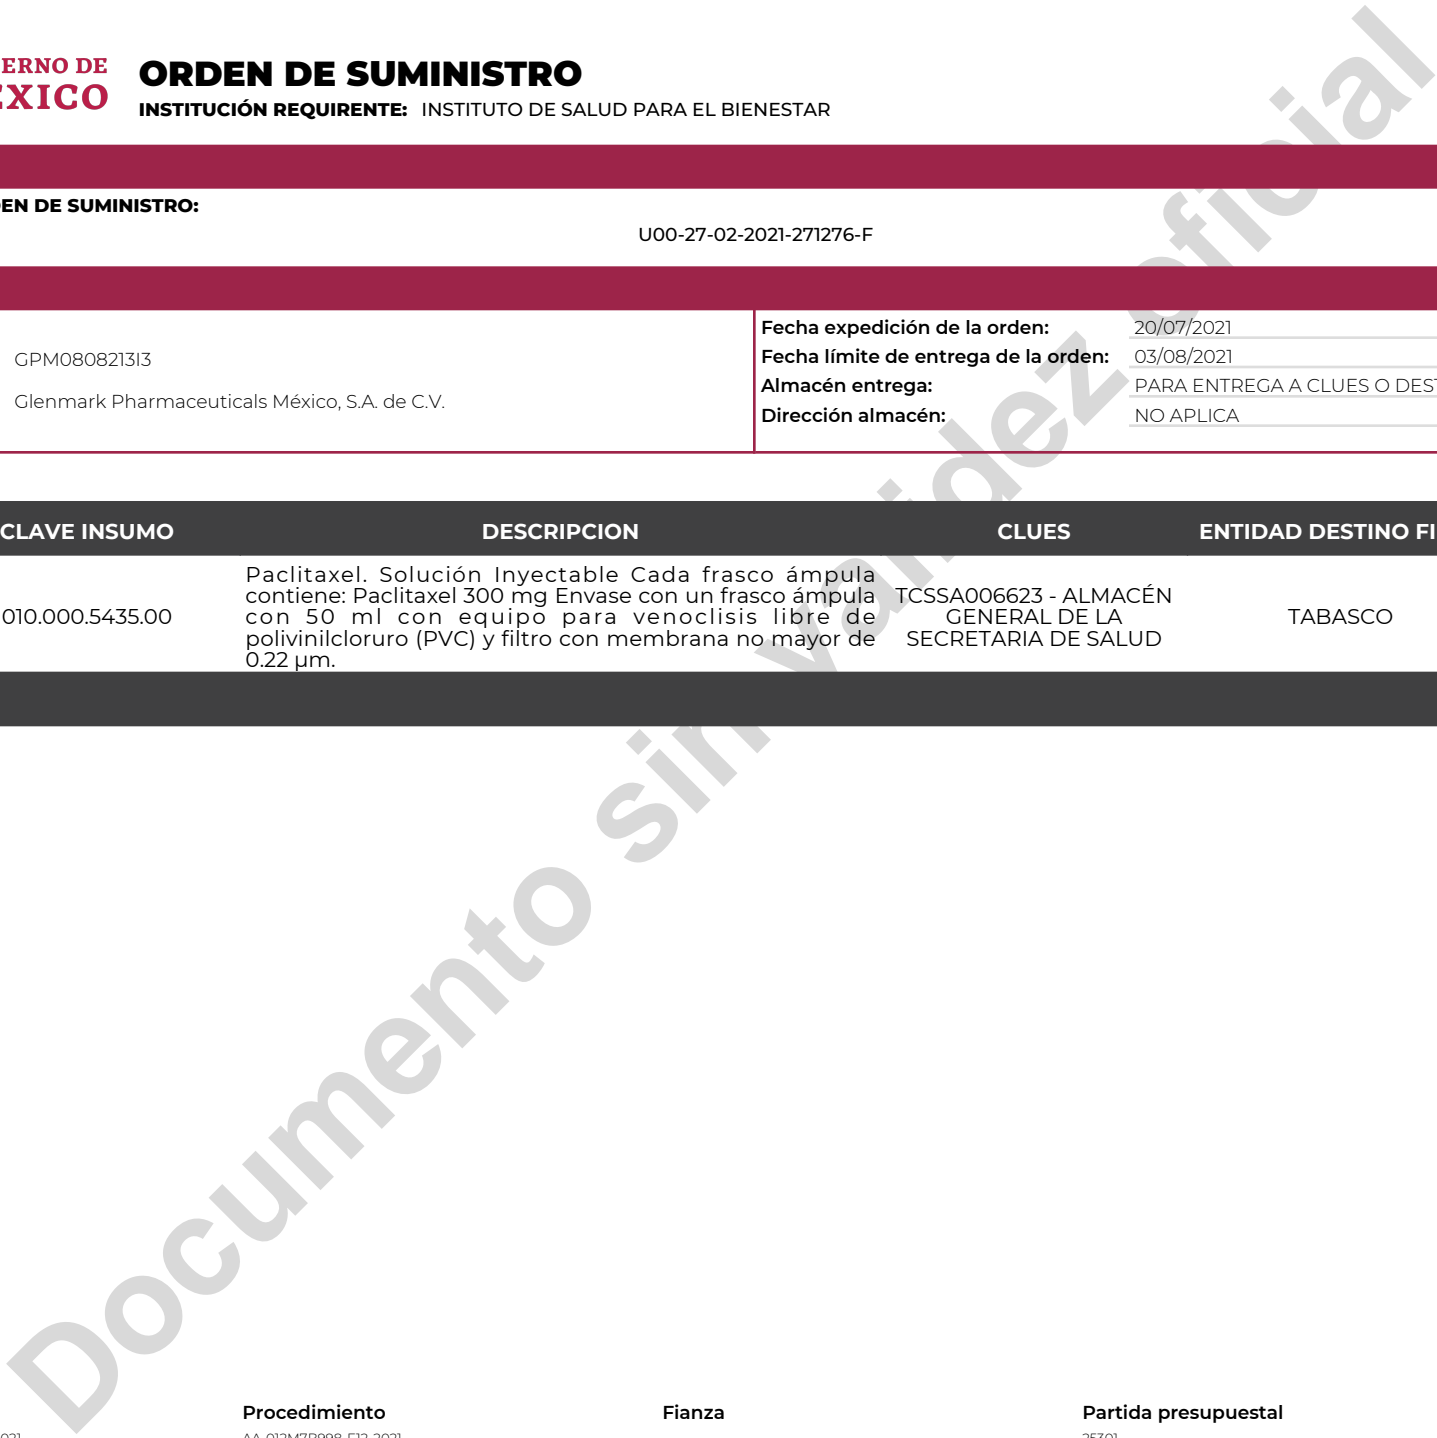 ERNO DE
ÉXICO
ORDEN DE SUMINISTRO
INSTITUCIÓN REQUIRENTE: INSTITUTO DE SALUD PARA EL BIENESTAR
EN DE SUMINISTRO:
U00-27-02-2021-271276-F
GPM0808213I3
Glenmark Pharmaceuticals México, S.A. de C.V.
Fecha expedición de la orden: 20/07/2021
Fecha límite de entrega de la orden: 03/08/2021
Almacén entrega: PARA ENTREGA A CLUES O DEST
Dirección almacén: NO APLICA
CLAVE INSUMO DESCRIPCION CLUES ENTIDAD DESTINO FI
010.000.5435.00
Paclitaxel. Solución Inyectable Cada frasco ámpula
contiene: Paclitaxel 300 mg Envase con un frasco ámpula
con 50 ml con equipo para venoclisis libre de
polivinilcloruro (PVC) y filtro con membrana no mayor de
0.22 µm.
TCSSA006623 - ALMACÉN
GENERAL DE LA
SECRETARIA DE SALUD
TABASCO
Documento sin validez oficial
Procedimiento Fianza Partida presupuestal